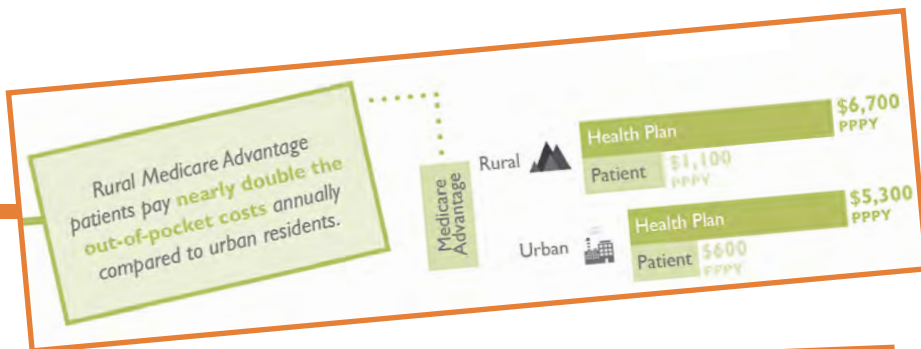 Rural Medicare Advantage
patients pay nearly double the
out-of-pocket costs annually
compared to urban residents.
Medicare
Advantage
Rural
Health Plan
$6,700
PPPY
Patient
$1,100
PPPY
Urban
Health Plan
$5,300
PPPY
Patient
$600
PPPY